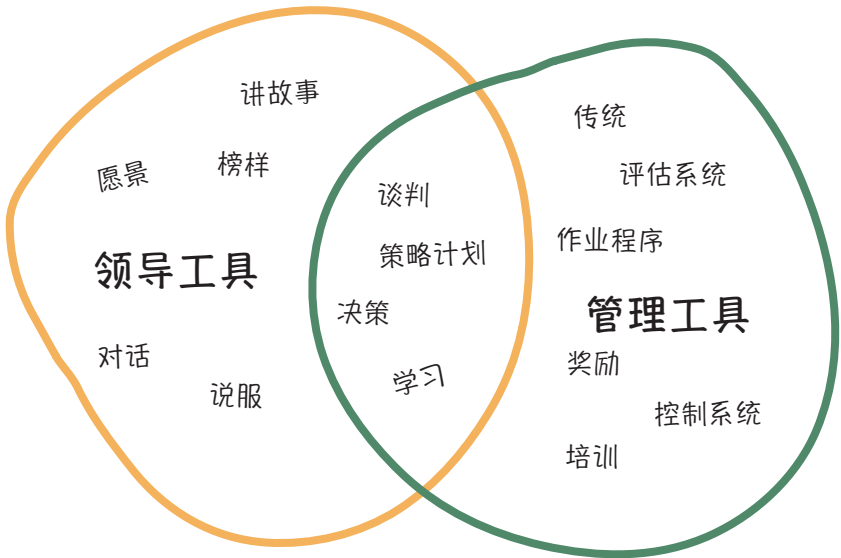 讲故事
愿景
榜样
领导工具
对话
说服
谈判
策略计划
决策
学习
传统
评估系统
作业程序
管理工具
奖励
控制系统
培训